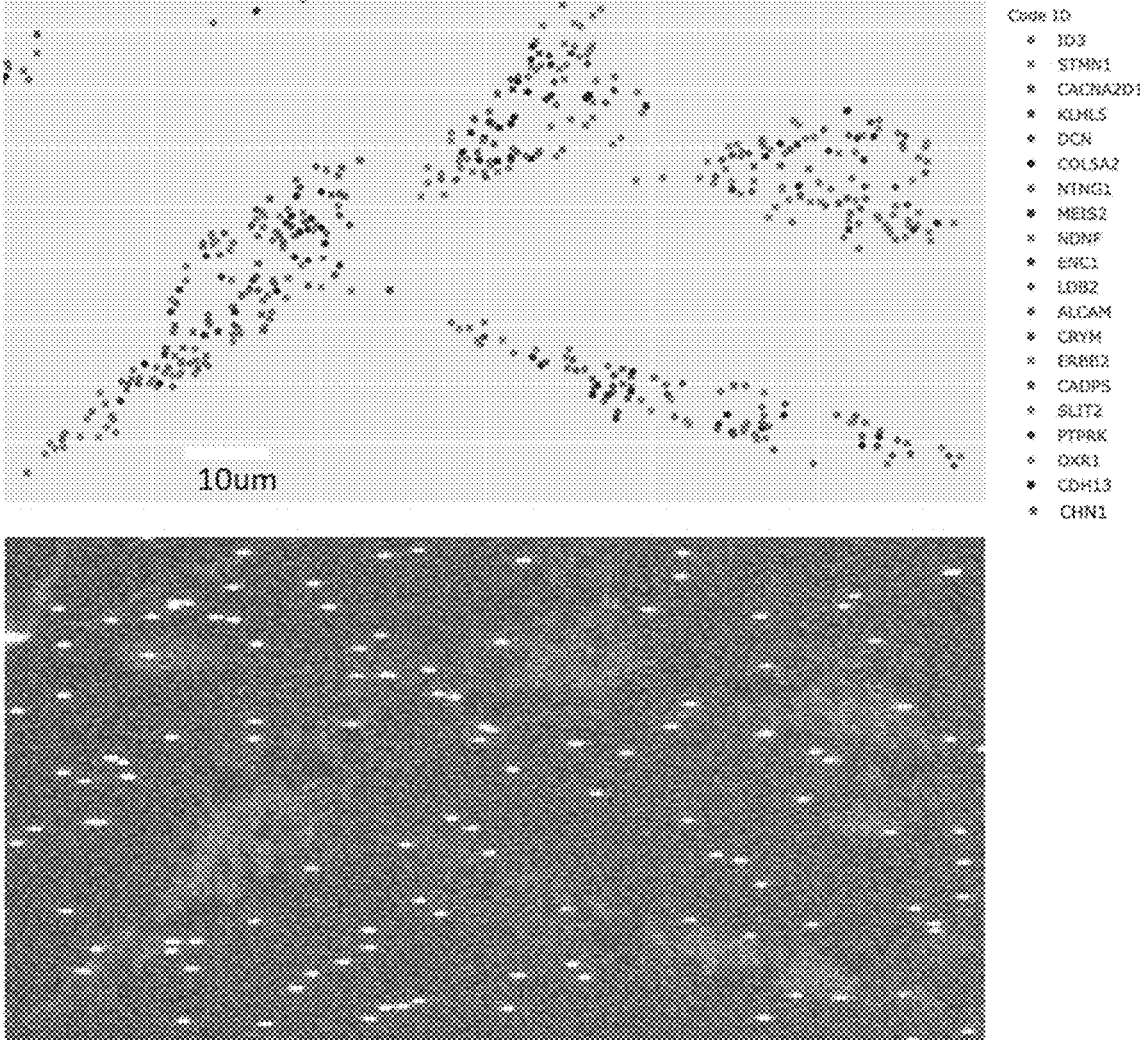 Code ID
ID3
STMN1
CACNA2D1
KLHL5
DCN
COL5A2
NTNG1
MEIS2
NDNF
ENC1
LDB2
ALCAM
CRYM
ERBB2
CADPS
SLIT2
PTPRK
OXR1
CDH13
CHN1
10um